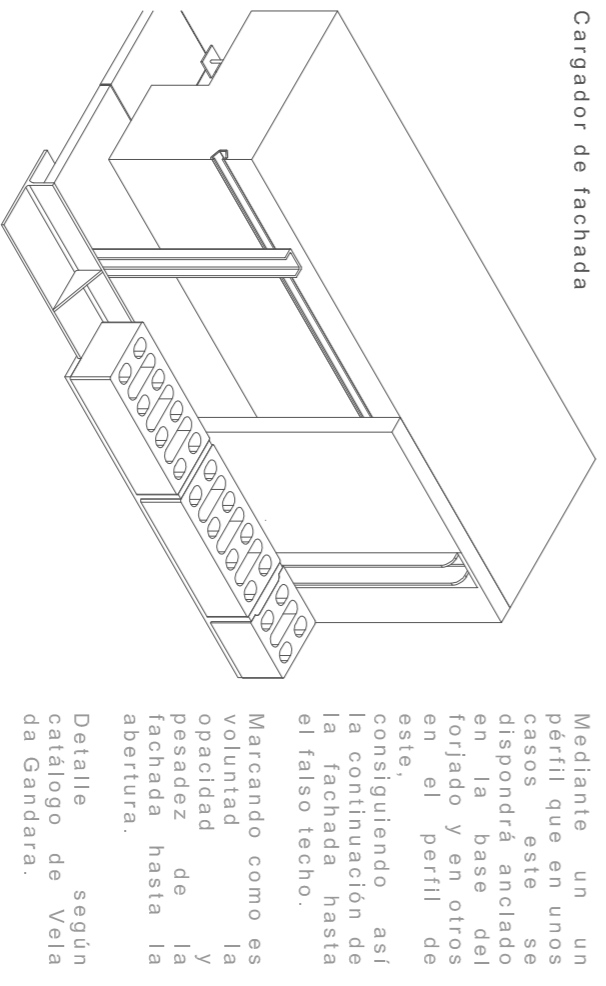 Cargador de fachada
Mediante un un
pérfil que en unos
casos este se
dispondrá anclado
en la base del
forjado y en otros
en el perfil de
este,
consiguiendo así
la continuación de
la fachada hasta
el falso techo.
Marcando como es
voluntad la
opacidad y
pesadez de la
fachada hasta la
abertura.
Detalle según
catálogo de Vela
da Gandara.